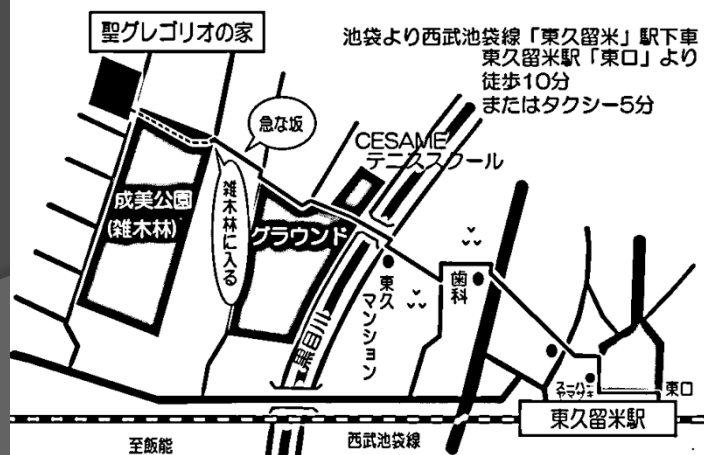 聖グレゴリオの家
池袋より西武池袋線「東久留米」駅下車
東久留米駅「東口」より
徒歩10分
またはタクシー5分
急な坂
CESAME
テニススクール
成美公園
(雑木林)
雑木林に入る
グラウンド
東久
マンション
歯科
黒目川
スーパー
ヤマザキ
東口
東久留米駅
至飯能
西武池袋線